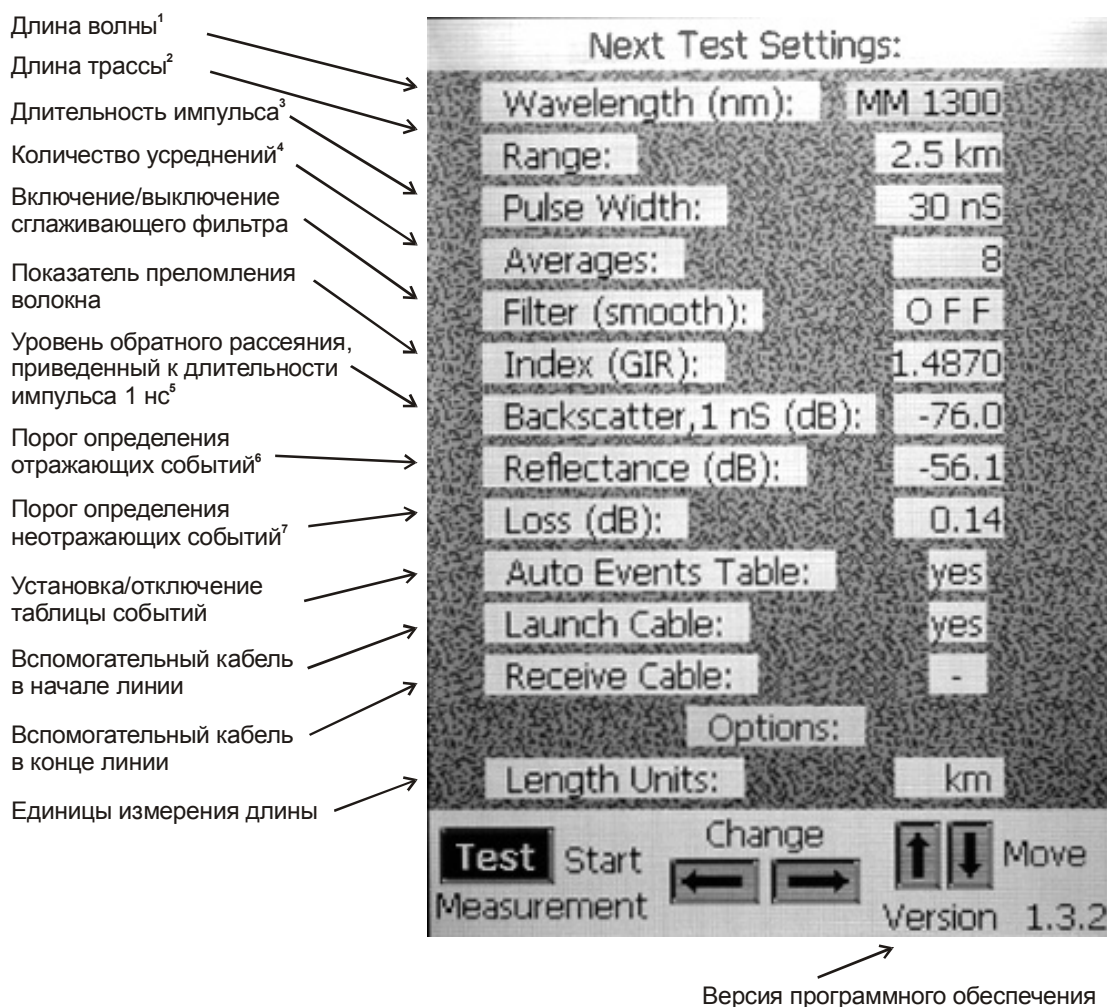 Длина волны¹
Длина трассы²
Длительность импульса³
Количество усреднений⁴
Включение/выключение
сглаживающего фильтра
Показатель преломления
волокна
Уровень обратного рассеяния,
приведенный к длительности
импульса 1 нс⁵
Порог определения
отражающих событий⁶
Порог определения
неотражающих событий⁷
Установка/отключение
таблицы событий
Вспомогательный кабель
в начале линии
Вспомогательный кабель
в конце линии
Единицы измерения длины
Next Test Settings:
Wavelength (nm): MM 1300
Range: 2.5 km
Pulse Width: 30 nS
Averages: 8
Filter (smooth): OFF
Index (GIR): 1.4870
Backscatter,1 nS (dB): -76.0
Reflectance (dB): -56.1
Loss (dB): 0.14
Auto Events Table: yes
Launch Cable: yes
Receive Cable: -
Options:
Length Units: km
Test Start
Measurement
Change
Move
Version 1.3.2
Версия программного обеспечения